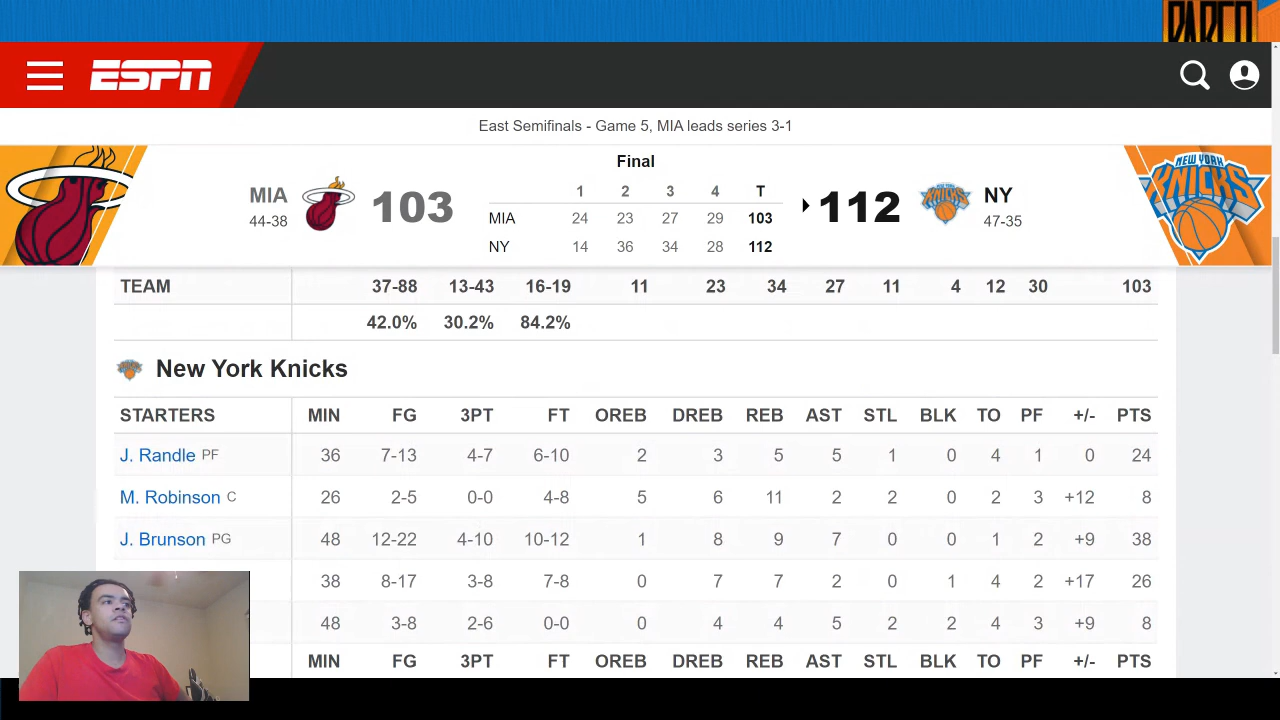 PARCO
ESPN
East Semifinals - Game 5, MIA leads series 3-1
Final
MIA 103 1 2 3 4 T 112 NY
44-38 MIA 24 23 27 29 103 47-35
NY 14 36 34 28 112
NEW YORK KNICKS
TEAM 37-88 13-43 16-19 11 23 34 27 11 4 12 30 103
42.0% 30.2% 84.2%
New York Knicks
STARTERS MIN FG 3PT FT OREB DREB REB AST STL BLK TO PF +/- PTS
J. Randle PF 36 7-13 4-7 6-10 2 3 5 5 1 0 4 1 0 24
M. Robinson C 26 2-5 0-0 4-8 5 6 11 2 2 0 2 3 +12 8
J. Brunson PG 48 12-22 4-10 10-12 1 8 9 7 0 0 1 2 +9 38
38 8-17 3-8 7-8 0 7 7 2 0 1 4 2 +17 26
48 3-8 2-6 0-0 0 4 4 5 2 2 4 3 +9 8
MIN FG 3PT FT OREB DREB REB AST STL BLK TO PF +/- PTS